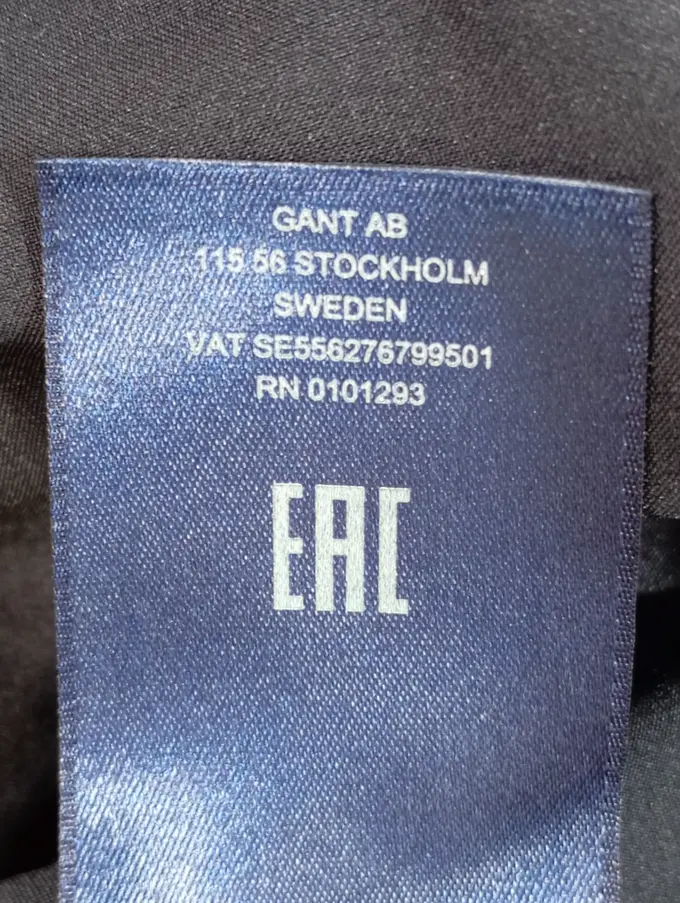 GANT AB
115 56 STOCKHOLM
SWEDEN
VAT SE556276799501
RN 0101293
EAC